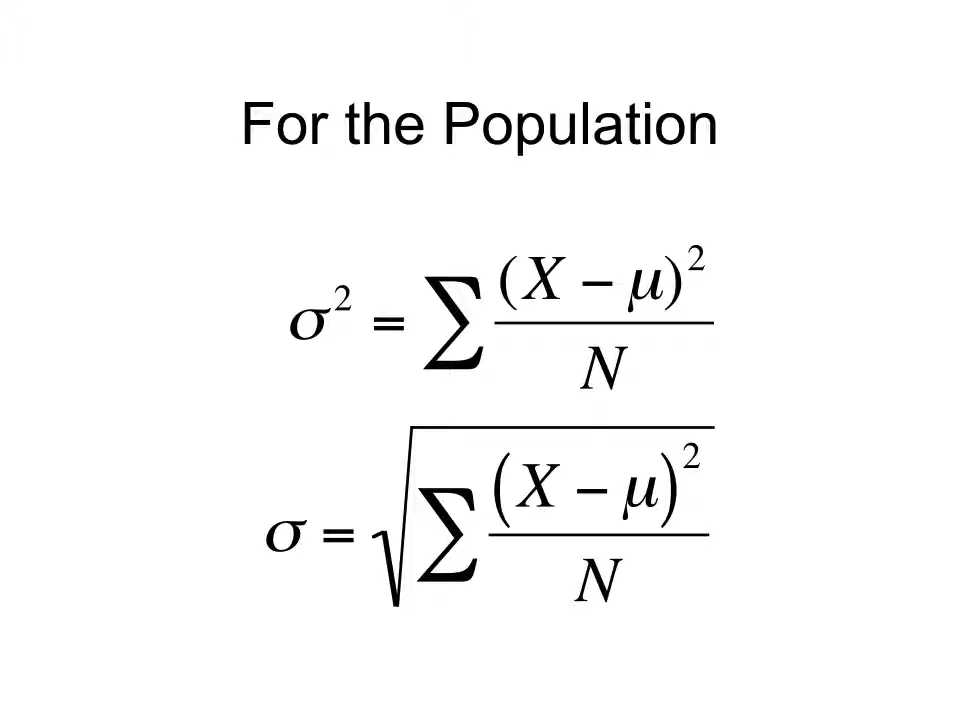 For the Population
σ² = ∑ (X − μ)² / N
σ = √(∑ (X − μ)² / N)